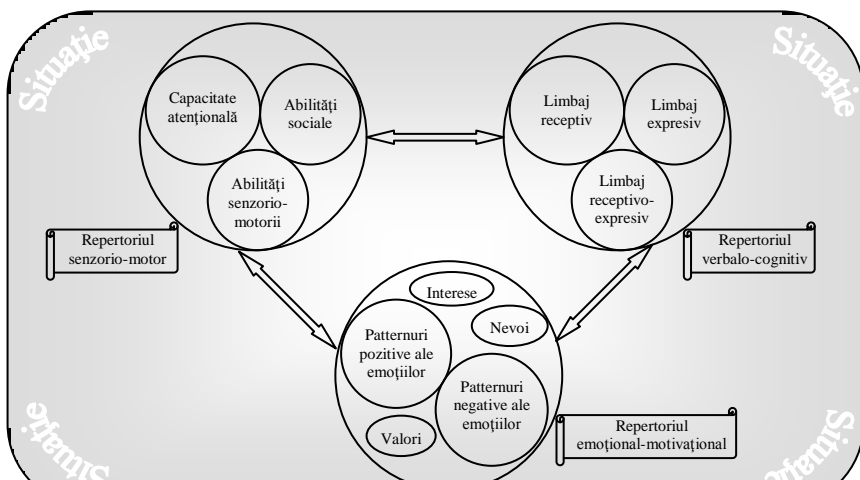 Situaţie
Situaţie
Capacitate
atenţională
Abilităţi
sociale
Abilităţi
senzorio-
motorii
Limbaj
receptiv
Limbaj
expresiv
Limbaj
receptivo-
expresiv
Repertoriul
senzorio-motor
Repertoriul
verbalo-cognitiv
Interese
Nevoi
Patternuri
pozitive ale
emoţiilor
Patternuri
negative ale
emoţiilor
Valori
Repertoriul
emoţional-motivaţional
Situaţie
Situaţie